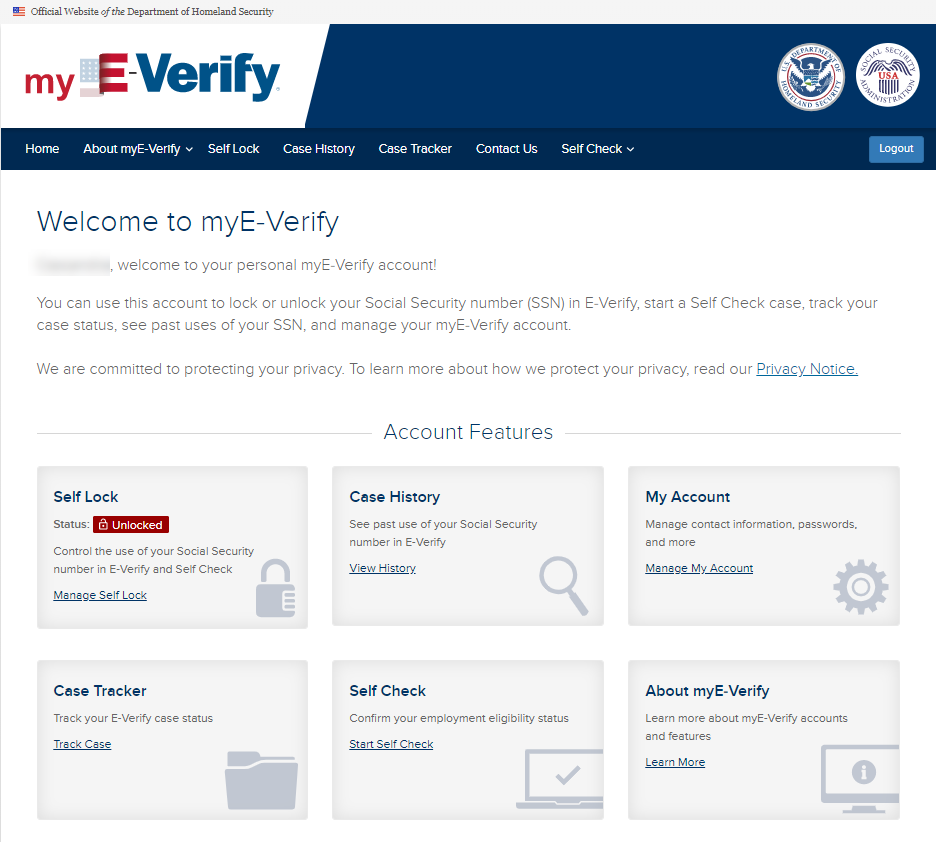 Official Website of the Department of Homeland Security
my E-Verify
U.S. DEPARTMENT OF HOMELAND SECURITY
SOCIAL SECURITY ADMINISTRATION
USA
Home About myE-Verify Self Lock Case History Case Tracker Contact Us Self Check Logout
Welcome to myE-Verify
, welcome to your personal myE-Verify account!
You can use this account to lock or unlock your Social Security number (SSN) in E-Verify, start a Self Check case, track your
case status, see past uses of your SSN, and manage your myE-Verify account.
We are committed to protecting your privacy. To learn more about how we protect your privacy, read our Privacy Notice.
Account Features
Self Lock
Status: Unlocked
Control the use of your Social Security
number in E-Verify and Self Check
Manage Self Lock
Case History
See past use of your Social Security
number in E-Verify
View History
My Account
Manage contact information, passwords,
and more
Manage My Account
Case Tracker
Track your E-Verify case status
Track Case
Self Check
Confirm your employment eligibility status
Start Self Check
About myE-Verify
Learn more about myE-Verify accounts
and features
Learn More